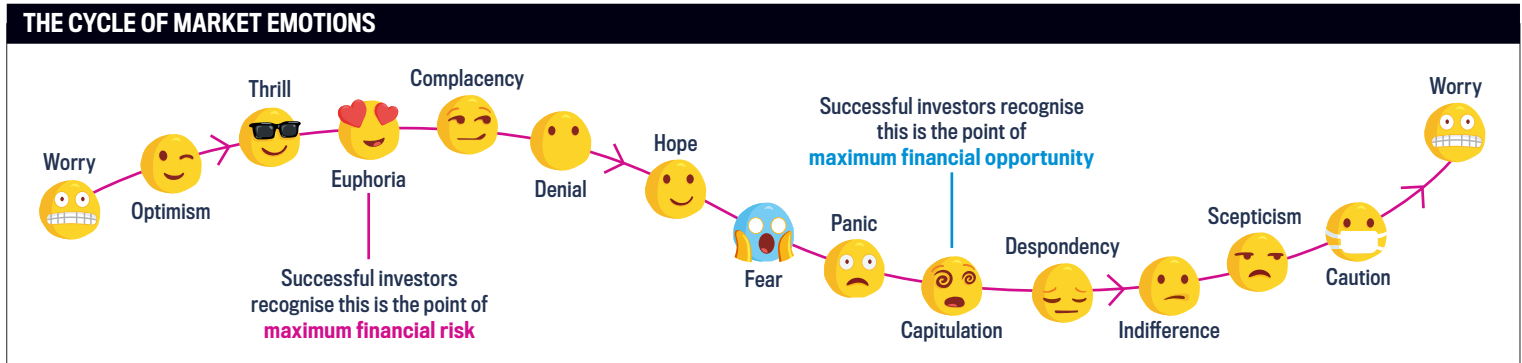 THE CYCLE OF MARKET EMOTIONS
Worry
Optimism
Thrill
Euphoria
Successful investors
recognise this is the point of
maximum financial risk
Complacency
Denial
Hope
Fear
Panic
Successful investors recognise
this is the point of
maximum financial opportunity
Capitulation
Despondency
Indifference
Scepticism
Caution
Worry